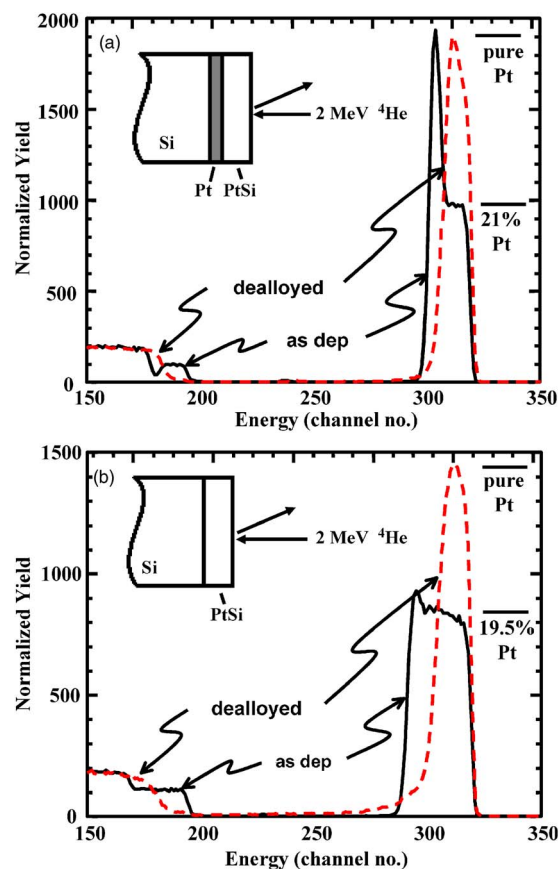 (a)
2000
1500
1000
500
0
Normalized Yield
Si
Pt
PtSi
2 MeV ⁴He
pure
Pt
21%
Pt
dealloyed
as dep
150
200
250
300
350
Energy (channel no.)
(b)
1500
1000
500
0
Normalized Yield
Si
PtSi
2 MeV ⁴He
pure
Pt
19.5%
Pt
dealloyed
as dep
150
200
250
300
350
Energy (channel no.)